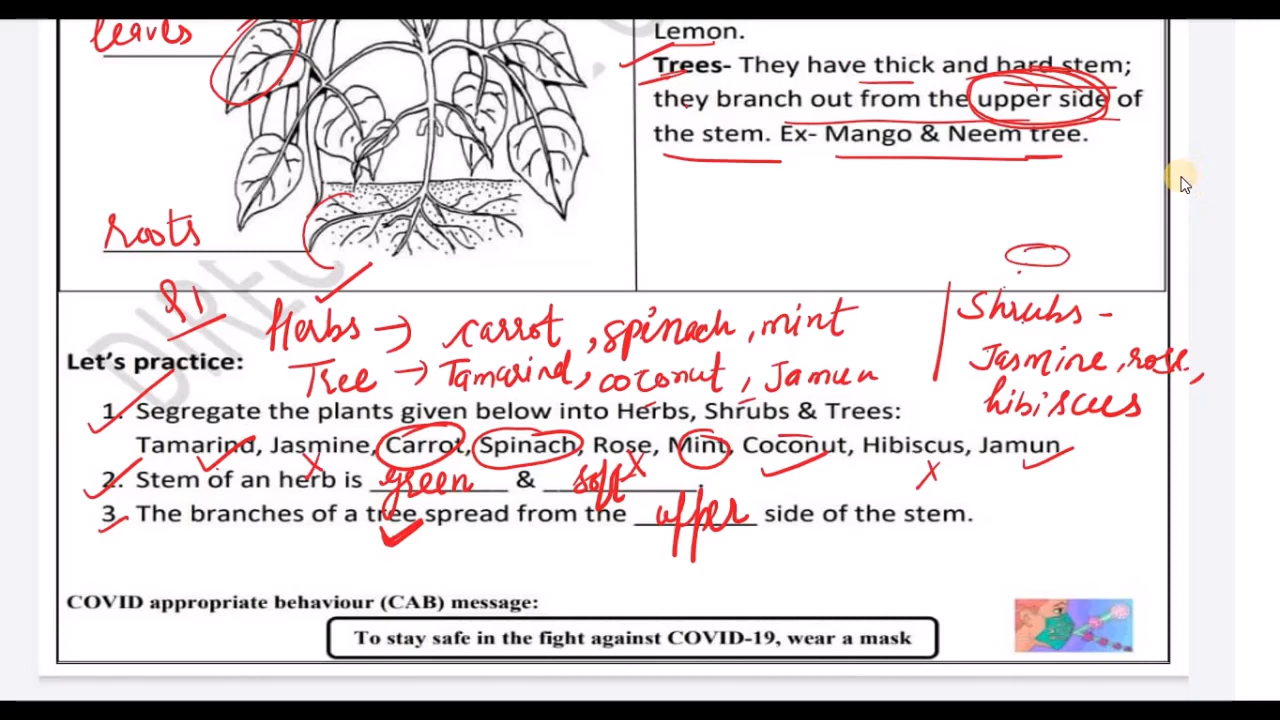 leaves
Lemon.
Trees- They have thick and hard stem;
they branch out from the upper side of
the stem. Ex- Mango & Neem tree.
roots
Q1
Herbs → carrot, spinach, mint
Tree → Tamarind, coconut, Jamun
Shrubs -
Jasmine, rose,
hibiscus
Let's practice:
1. Segregate the plants given below into Herbs, Shrubs & Trees:
Tamarind, Jasmine, Carrot, Spinach, Rose, Mint, Coconut, Hibiscus, Jamun
2. Stem of an herb is green & soft.
3. The branches of a tree spread from the upper side of the stem.
COVID appropriate behaviour (CAB) message:
To stay safe in the fight against COVID-19, wear a mask